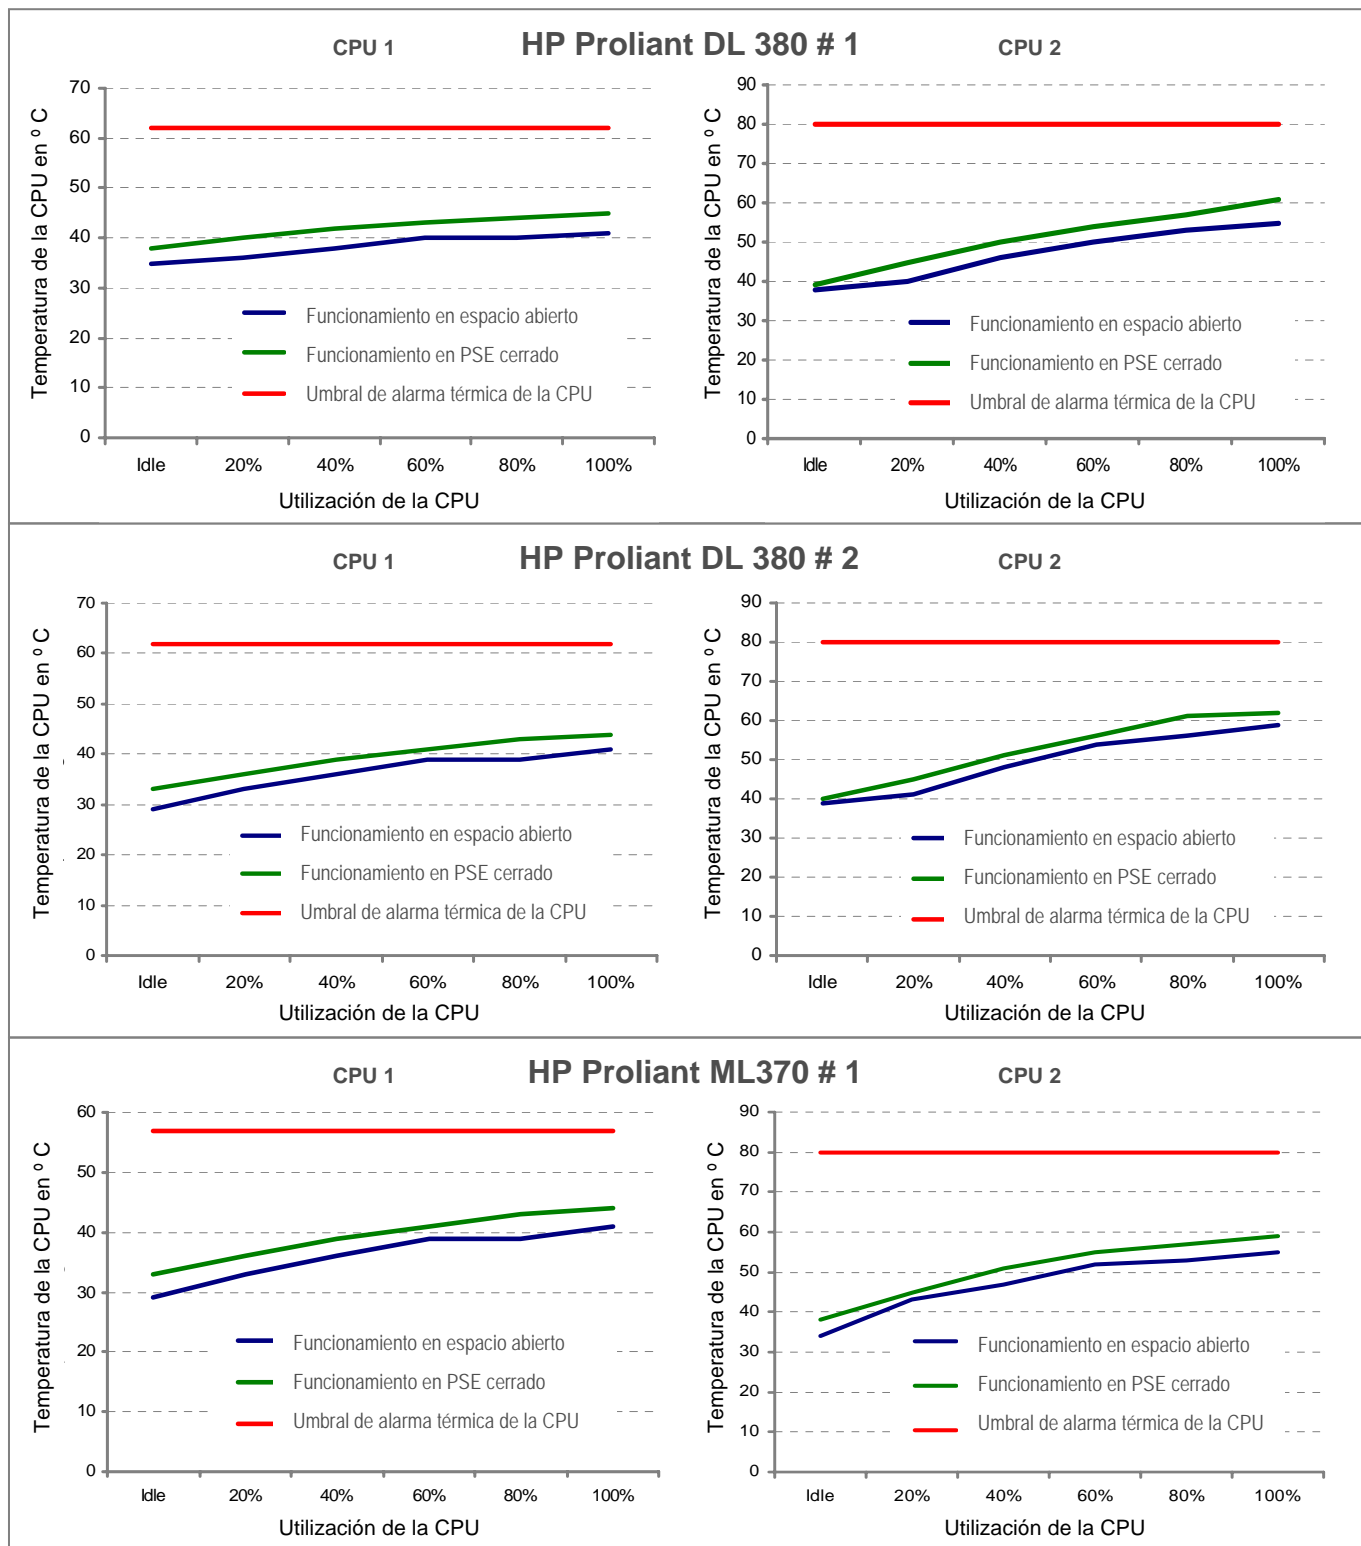 CPU 1
HP Proliant DL 380 # 1
CPU 2
Temperatura de la CPU en º C
70
60
50
40
30
20
10
0
Funcionamiento en espacio abierto
Funcionamiento en PSE cerrado
Umbral de alarma térmica de la CPU
Idle 20% 40% 60% 80% 100%
Utilización de la CPU
Temperatura de la CPU en º C
90
80
70
60
50
40
30
20
10
0
Funcionamiento en espacio abierto
Funcionamiento en PSE cerrado
Umbral de alarma térmica de la CPU
Idle 20% 40% 60% 80% 100%
Utilización de la CPU
CPU 1
HP Proliant DL 380 # 2
CPU 2
Temperatura de la CPU en º C
70
60
50
40
30
20
10
0
Funcionamiento en espacio abierto
Funcionamiento en PSE cerrado
Umbral de alarma térmica de la CPU
Idle 20% 40% 60% 80% 100%
Utilización de la CPU
Temperatura de la CPU en º C
90
80
70
60
50
40
30
20
10
0
Funcionamiento en espacio abierto
Funcionamiento en PSE cerrado
Umbral de alarma térmica de la CPU
Idle 20% 40% 60% 80% 100%
Utilización de la CPU
CPU 1
HP Proliant ML370 # 1
CPU 2
Temperatura de la CPU en º C
60
50
40
30
20
10
0
Funcionamiento en espacio abierto
Funcionamiento en PSE cerrado
Umbral de alarma térmica de la CPU
Idle 20% 40% 60% 80% 100%
Utilización de la CPU
Temperatura de la CPU en º C
90
80
70
60
50
40
30
20
10
0
Funcionamiento en espacio abierto
Funcionamiento en PSE cerrado
Umbral de alarma térmica de la CPU
Idle 20% 40% 60% 80% 100%
Utilización de la CPU